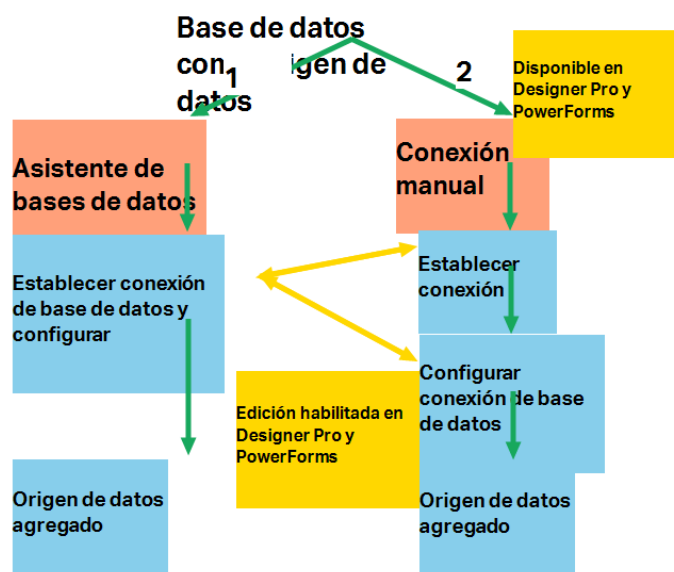 Base de datos
con igen de
datos
1
2
Disponible en
Designer Pro y
PowerForms
Asistente de
bases de datos
Conexión
manual
Establecer conexión
de base de datos y
configurar
Establecer
conexión
Configurar
conexión de base
de datos
Edición habilitada en
Designer Pro y
PowerForms
Origen de datos
agregado
Origen de datos
agregado